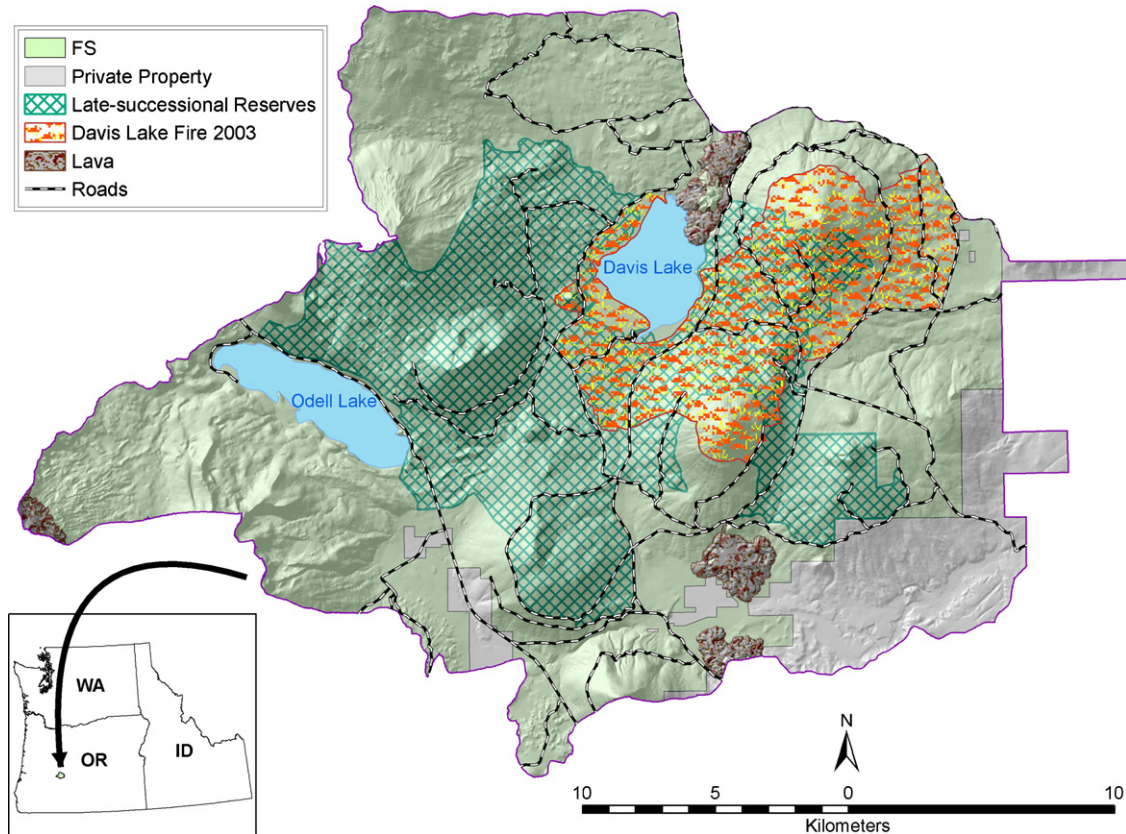 FS
Private Property
Late-successional Reserves
Davis Lake Fire 2003
Lava
Roads
Davis Lake
Odell Lake
WA
OR
ID
N
10 5 0 10
Kilometers